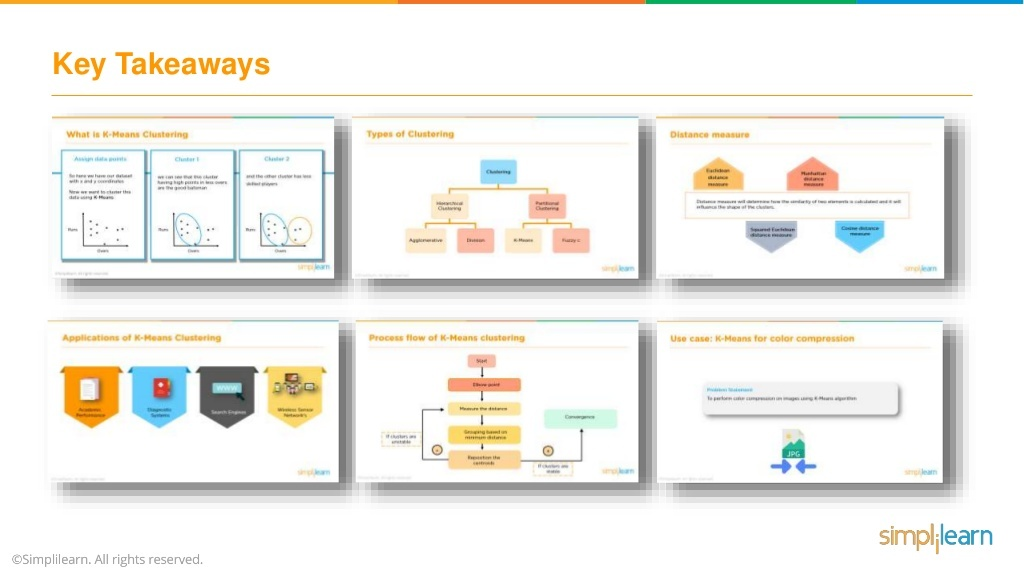 Key Takeaways
What is K-Means Clustering
Assign data points
So here we have our dataset
with x and y coordinates
Now we want to cluster this
data using K-Means:
Runs
Overs
Cluster 1
we can see that this cluster
having high points in less overs
are the good batsman
Runs
Overs
Cluster 2
and the other cluster has less
skilled players
Runs
Overs
simplilearn
Types of Clustering
Clustering
Hierarchical
Clustering
Partitional
Clustering
Agglomerative
Division
K-Means
Fuzzy c
simplilearn
Distance measure
Euclidean
distance
measure
Manhattan
distance
measure
Distance measure will determine how the similarity of two elements is calculated and it will
influence the shape of the clusters.
Squared Euclidean
distance measure
Cosine distance
measure
simplilearn
Applications of K-Means Clustering
Academic
Performance
Diagnostic
Systems
WWW
Search Engines
Wireless Sensor
Network's
simplilearn
Process flow of K-Means clustering
Start
Elbow point
Measure the distance
Grouping based on
minimum distance
Reposition the
centroids
If clusters are
unstable
Convergence
If clusters are
stable
simplilearn
Use case: K-Means for color compression
Problem Statement
To perform color compression on images using K-Means algorithm
JPG
simplilearn
simplilearn
©Simplilearn. All rights reserved.